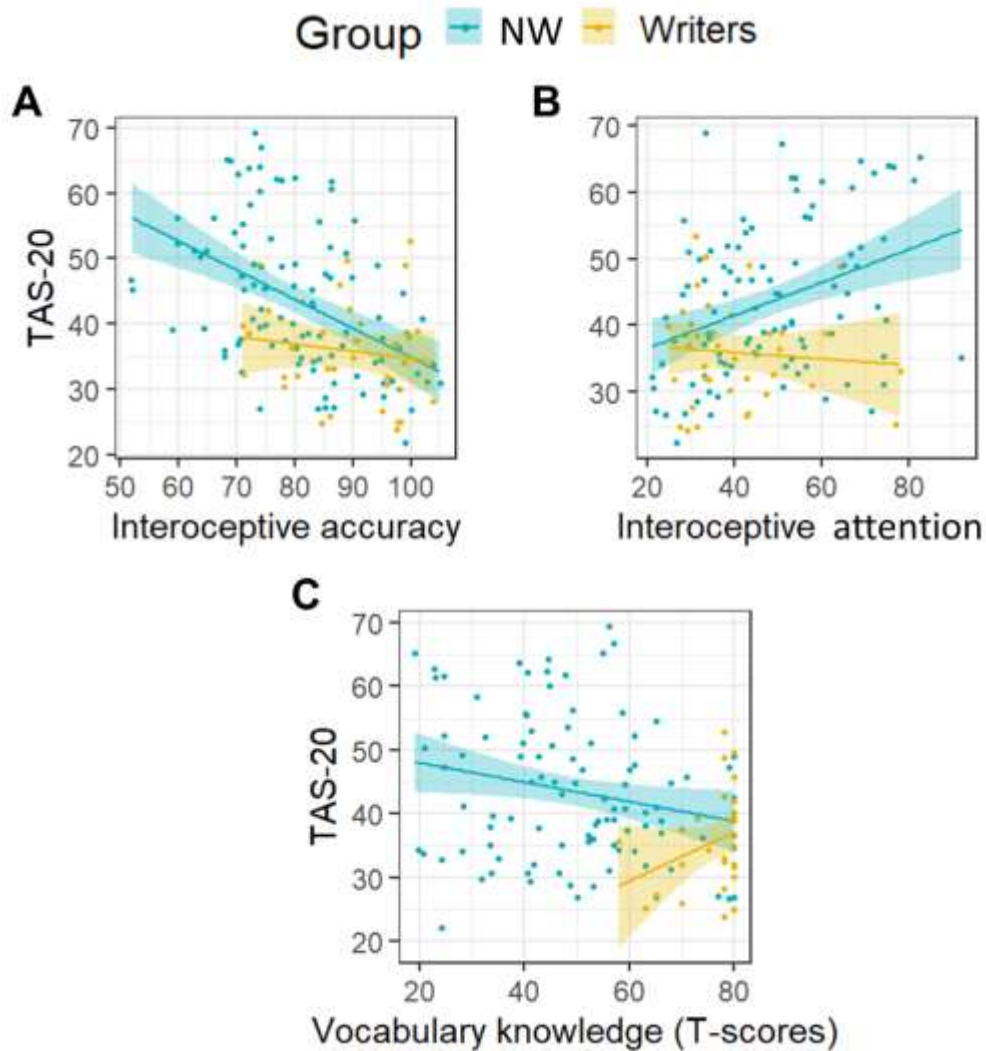 Group NW Writers
A
TAS-20
70
60
50
40
30
20
50 60 70 80 90 100
Interoceptive accuracy
B
70
60
50
40
30
20 40 60 80
Interoceptive attention
C
TAS-20
70
60
50
40
30
20
20 40 60 80
Vocabulary knowledge (T-scores)